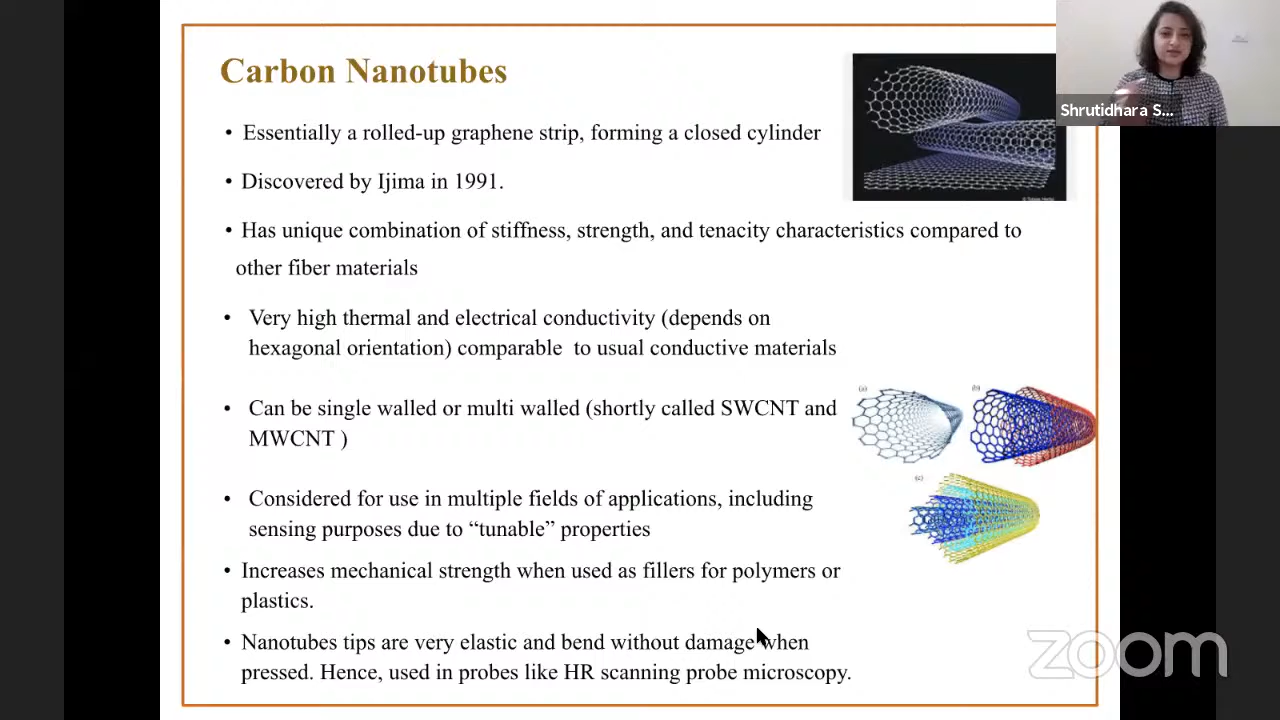 Carbon Nanotubes
• Essentially a rolled-up graphene strip, forming a closed cylinder
• Discovered by Ijima in 1991.
• Has unique combination of stiffness, strength, and tenacity characteristics compared to
other fiber materials
• Very high thermal and electrical conductivity (depends on
hexagonal orientation) comparable to usual conductive materials
• Can be single walled or multi walled (shortly called SWCNT and
MWCNT )
• Considered for use in multiple fields of applications, including
sensing purposes due to “tunable” properties
• Increases mechanical strength when used as fillers for polymers or
plastics.
• Nanotubes tips are very elastic and bend without damage when
pressed. Hence, used in probes like HR scanning probe microscopy.
Shrutidhara S...
(a)
(b)
(c)
zoom